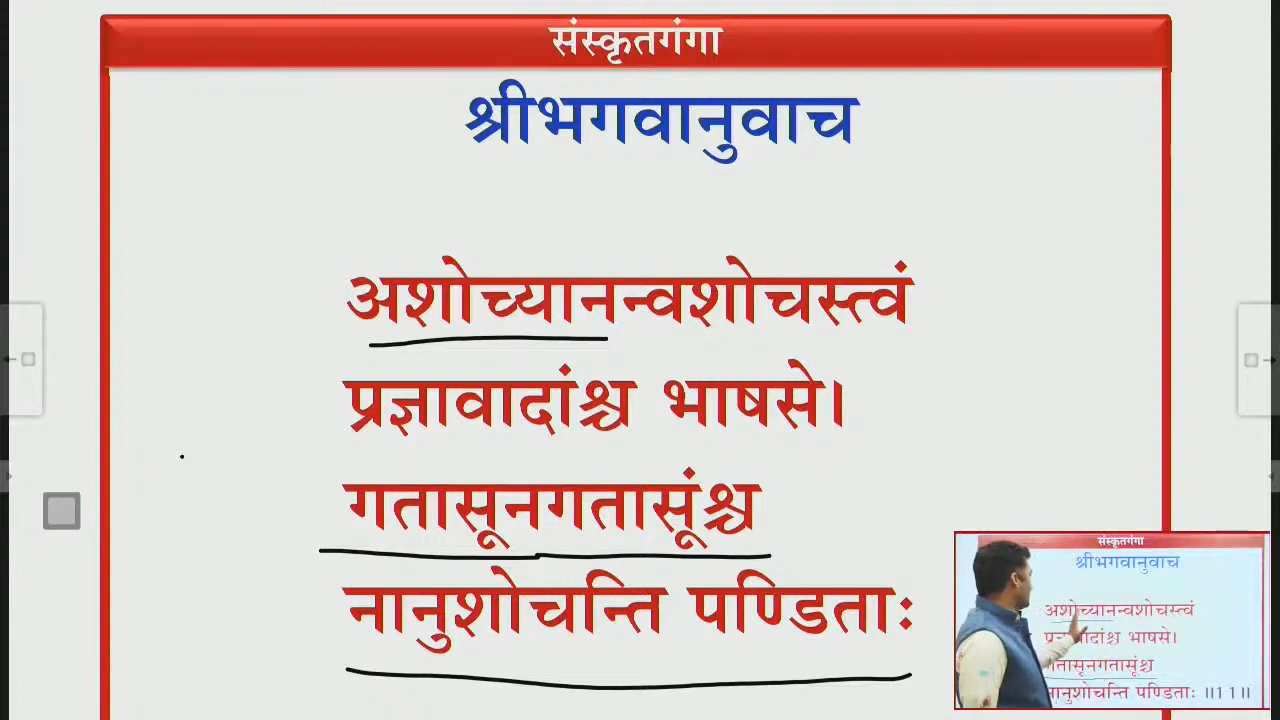 संस्कृतगंगा
श्रीभगवानुवाच
अशोच्यानन्वशोचस्त्वं
प्रज्ञावादांश्च भाषसे।
गतासूनगतासूंश्च
नानुशोचन्ति पण्डिताः
संस्कृतगंगा
श्रीभगवानुवाच
अशोच्यानन्वशोचस्त्वं
भाषसे।
नुशोचन्ति पण्डिताः ॥11॥